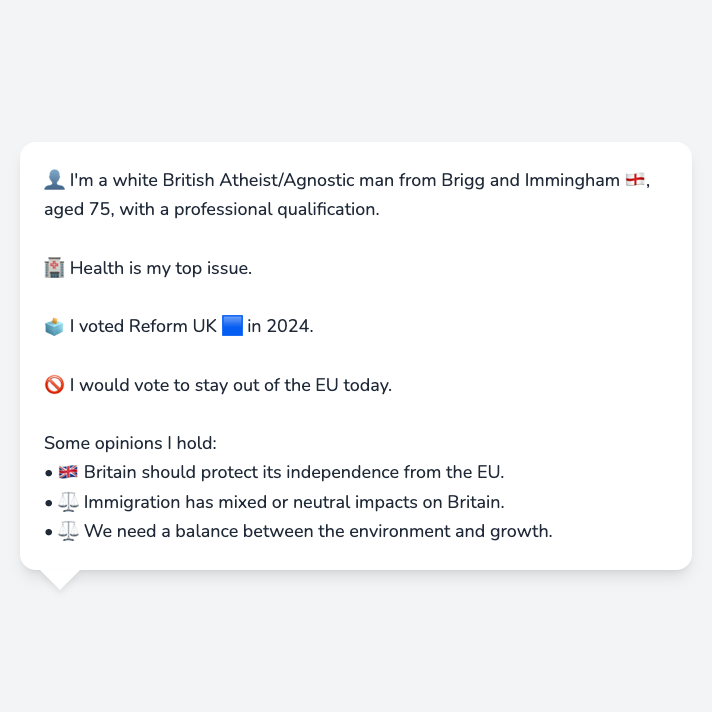 👤 I'm a white British Atheist/Agnostic man from Brigg and Immingham 🏴󠁧󠁢󠁥󠁮󠁧󠁿,
aged 75, with a professional qualification.
🏥 Health is my top issue.
🗳️ I voted Reform UK 🟦 in 2024.
🚫 I would vote to stay out of the EU today.
Some opinions I hold:
• 🇬🇧 Britain should protect its independence from the EU.
• ⚖️ Immigration has mixed or neutral impacts on Britain.
• ⚖️ We need a balance between the environment and growth.